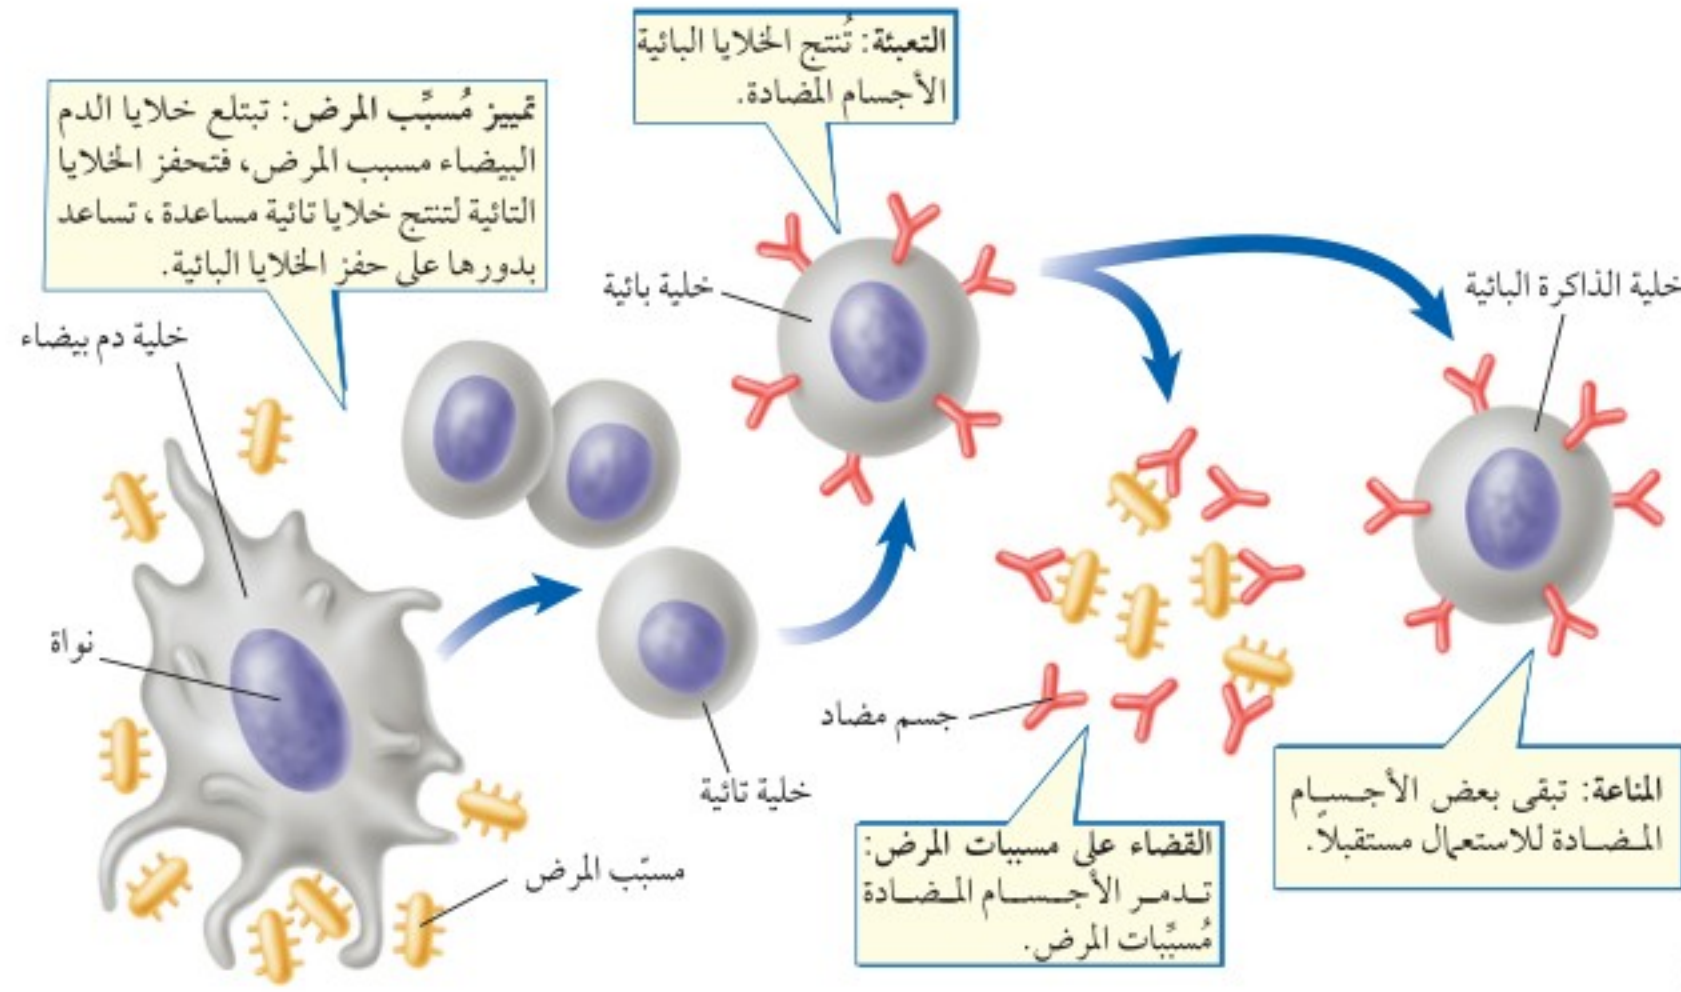 التعبئة: تُنتج الخلايا البائية
الأجسام المضادة.
تمييز مُسبِّب المرض: تبتلع خلايا الدم
البيضاء مسبب المرض، فتحفز الخلايا
التائية لتنتج خلايا تائية مساعدة، تساعد
بدورها على حفز الخلايا البائية.
خلية دم بيضاء
خلية بائية
خلية الذاكرة البائية
نواة
خلية تائية
مسبّب المرض
جسم مضاد
القضاء على مسببات المرض:
تدمر الأجسام المضادة
مُسبِّبات المرض.
المناعة: تبقى بعض الأجسام
المضادة للاستعمال مستقبلاً.